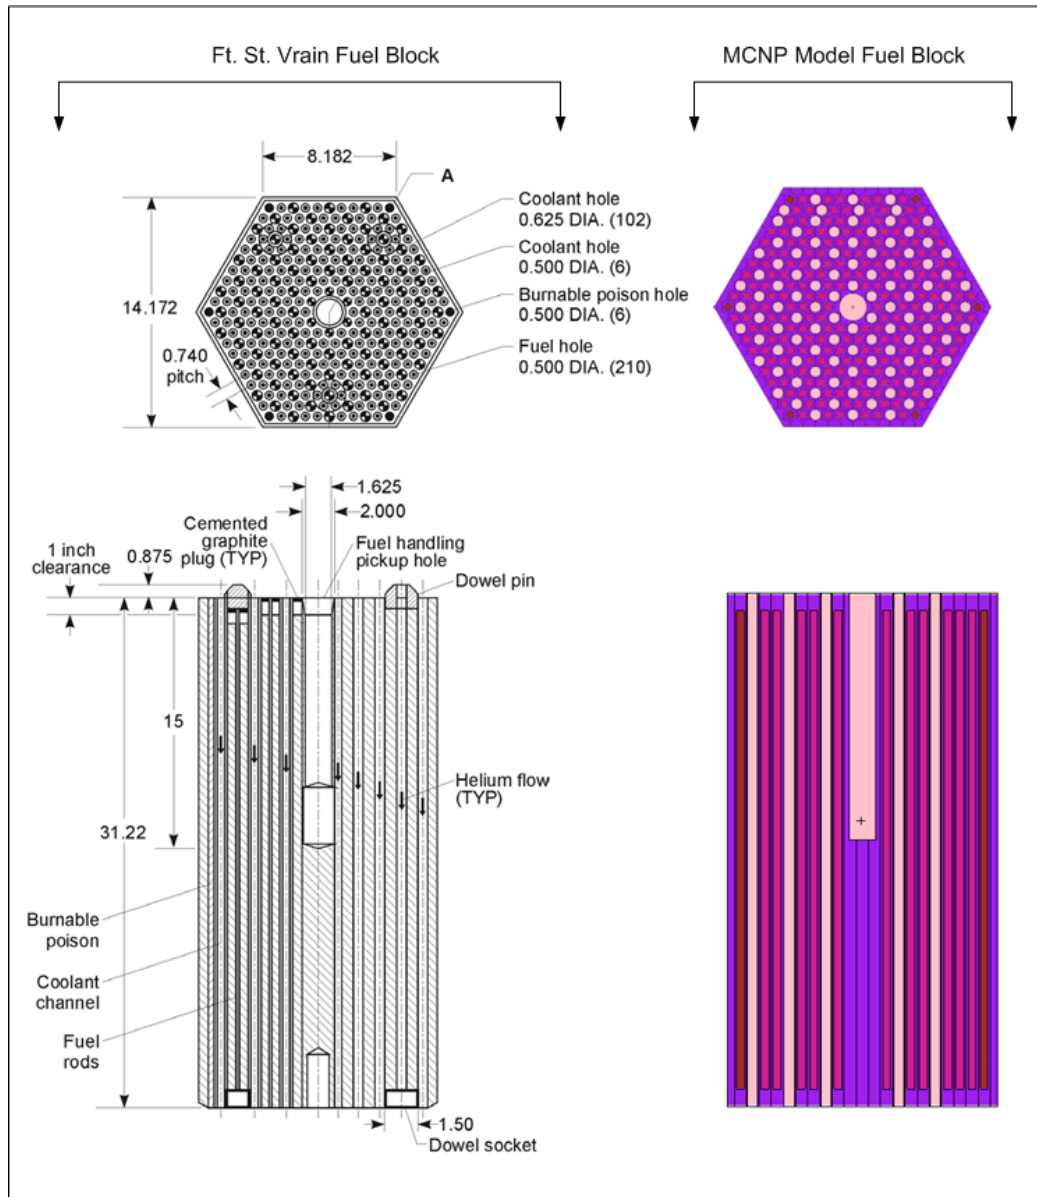 Ft. St. Vrain Fuel Block
MCNP Model Fuel Block
8.182
A
14.172
0.740
pitch
Coolant hole
0.625 DIA. (102)
Coolant hole
0.500 DIA. (6)
Burnable poison hole
0.500 DIA. (6)
Fuel hole
0.500 DIA. (210)
1.625
2.000
Cemented
graphite
plug (TYP)
Fuel handling
pickup hole
1 inch
clearance
0.875
Dowel pin
15
31.22
Helium flow
(TYP)
Burnable
poison
Coolant
channel
Fuel
rods
1.50
Dowel socket